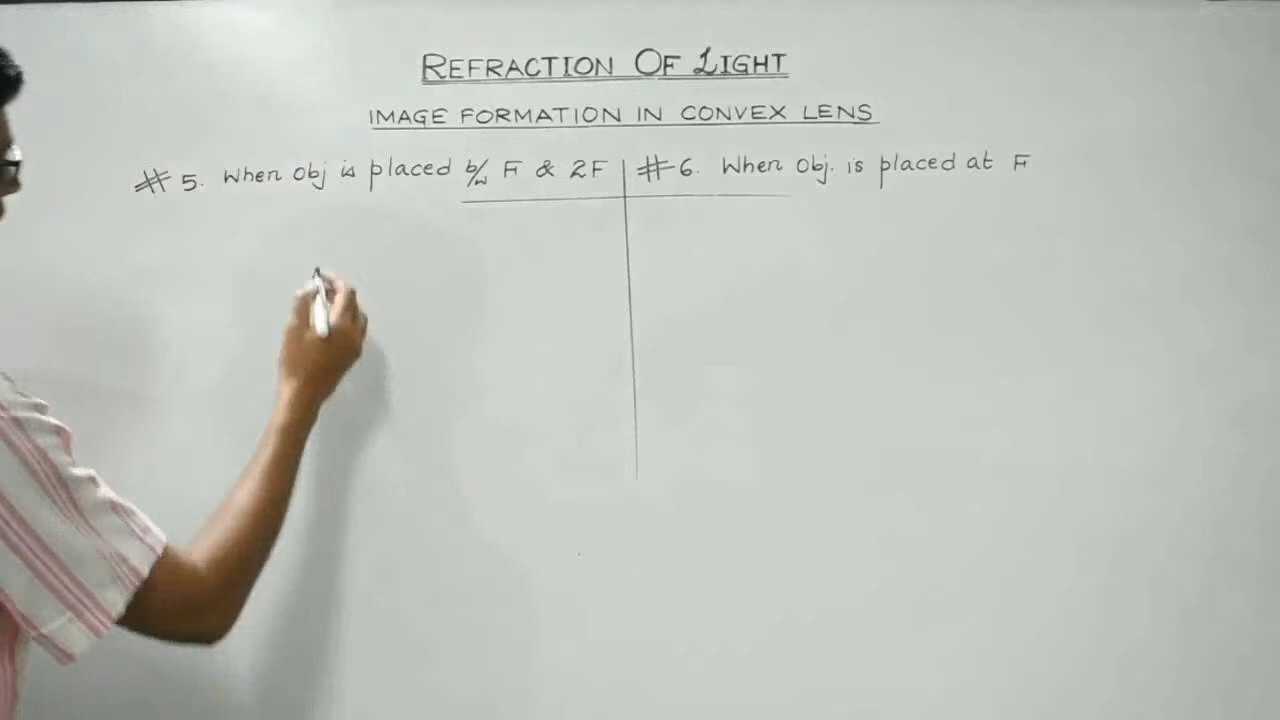 REFRACTION OF LIGHT
IMAGE FORMATION IN CONVEX LENS
# 5. When Obj is placed b/w F & 2F
# 6. When Obj. is placed at F